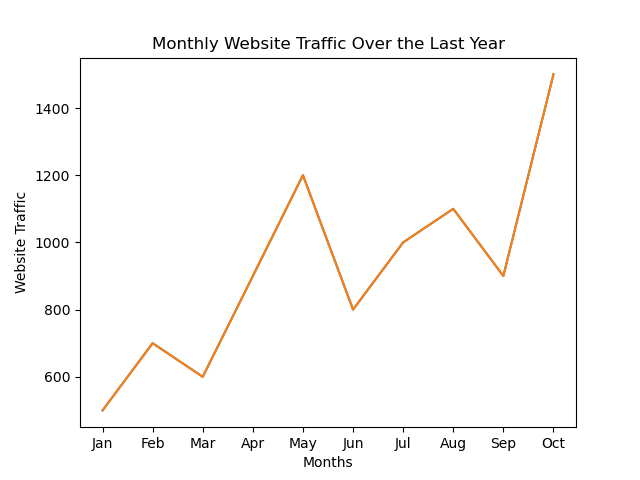 Monthly Website Traffic Over the Last Year
1400
1200
1000
800
600
Website Traffic
Jan Feb Mar Apr May Jun Jul Aug Sep Oct
Months